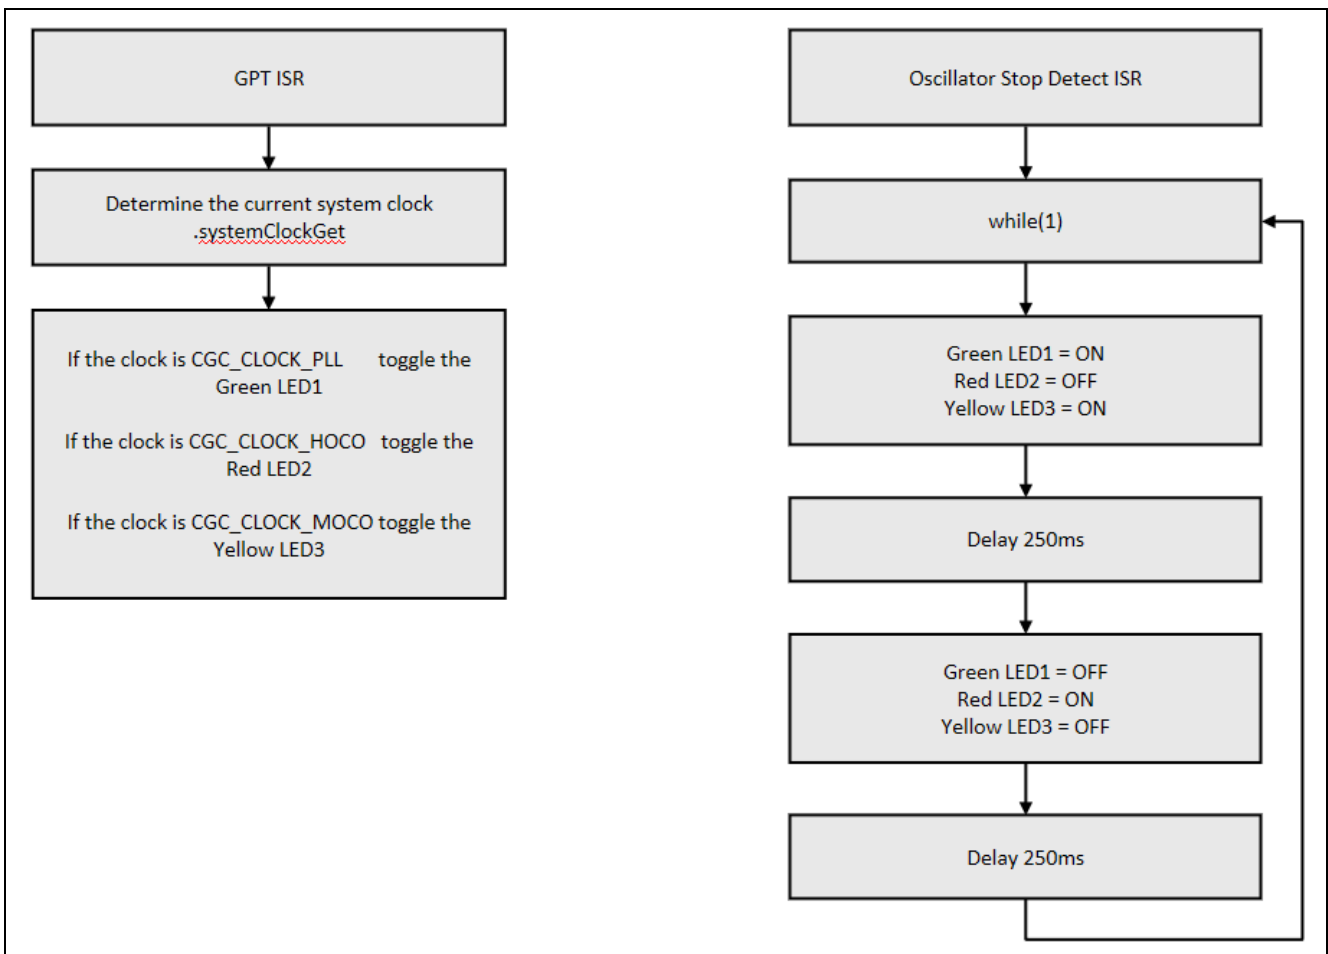 GPT ISR
Determine the current system clock
.systemClockGet
If the clock is CGC_CLOCK_PLL toggle the
Green LED1
If the clock is CGC_CLOCK_HOCO toggle the
Red LED2
If the clock is CGC_CLOCK_MOCO toggle the
Yellow LED3
Oscillator Stop Detect ISR
while(1)
Green LED1 = ON
Red LED2 = OFF
Yellow LED3 = ON
Delay 250ms
Green LED1 = OFF
Red LED2 = ON
Yellow LED3 = OFF
Delay 250ms